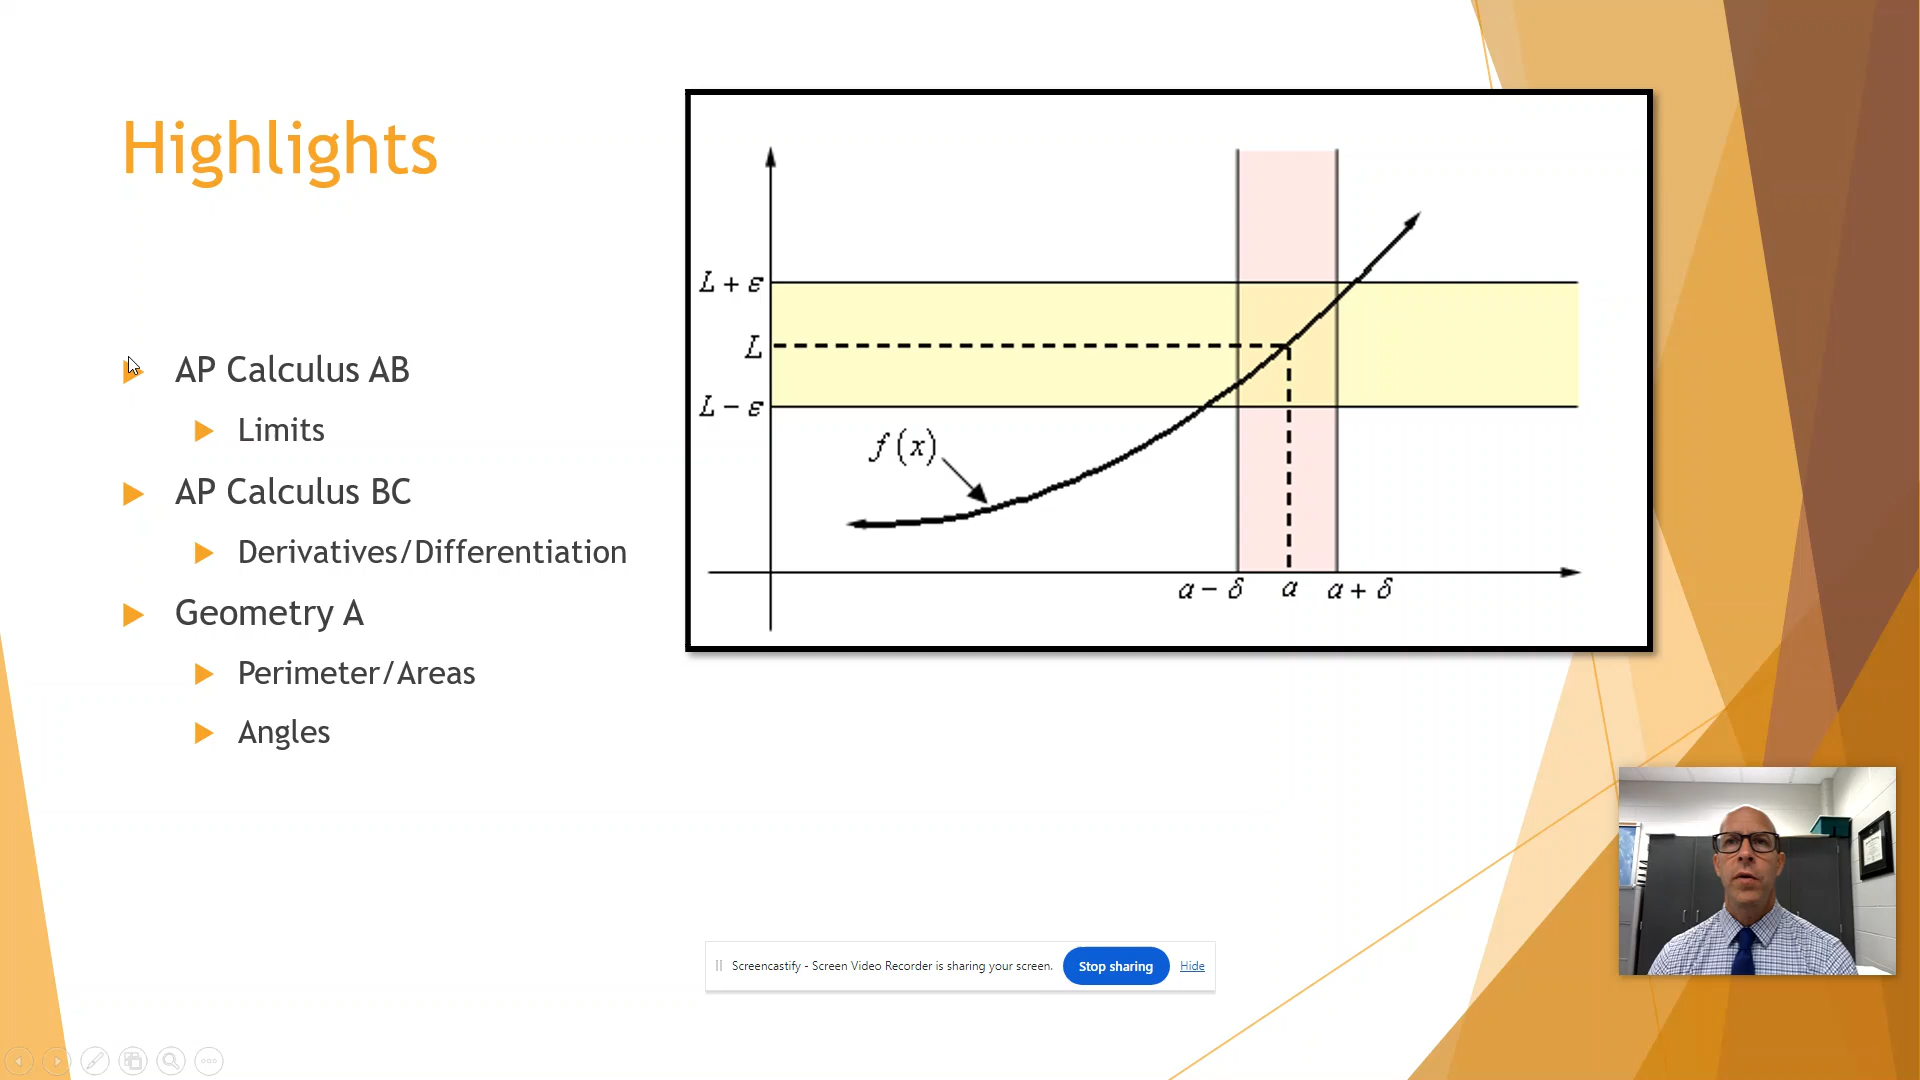 Highlights
AP Calculus AB
Limits
AP Calculus BC
Derivatives/Differentiation
Geometry A
Perimeter/Areas
Angles
L + ε
L
L − ε
f(x)
a − δ
a
a + δ
Screencastify - Screen Video Recorder is sharing your screen.
Stop sharing
Hide